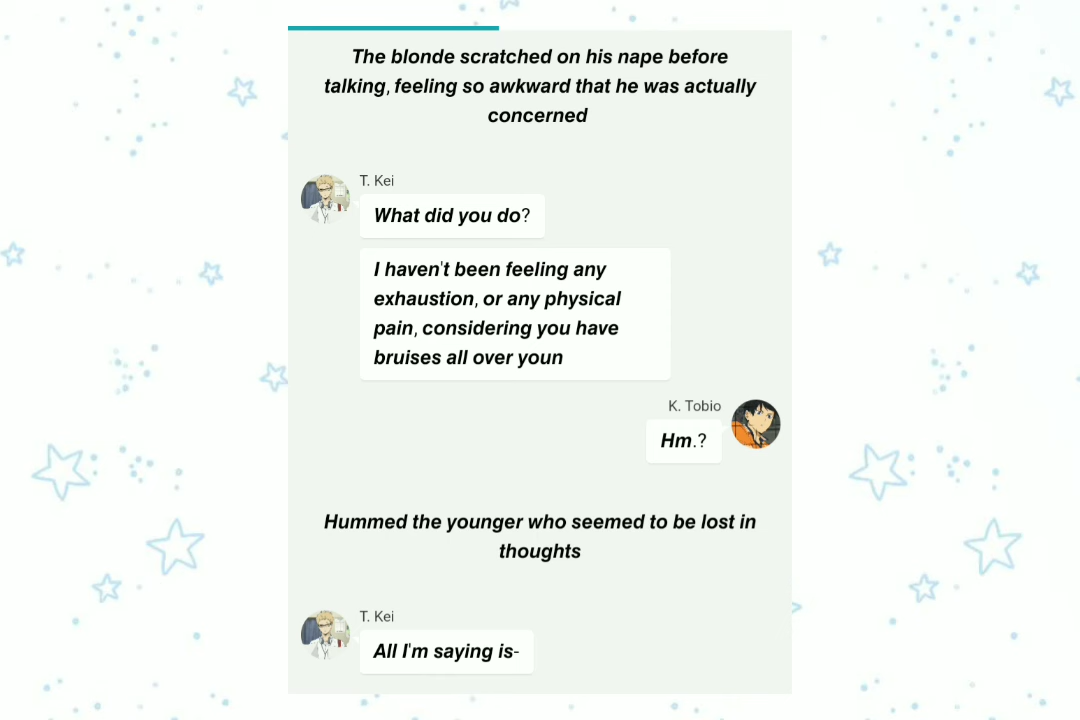 The blonde scratched on his nape before
talking, feeling so awkward that he was actually
concerned
T. Kei
What did you do?
I haven't been feeling any
exhaustion, or any physical
pain, considering you have
bruises all over youn
K. Tobio
Hm.?
Hummed the younger who seemed to be lost in
thoughts
T. Kei
All I'm saying is-